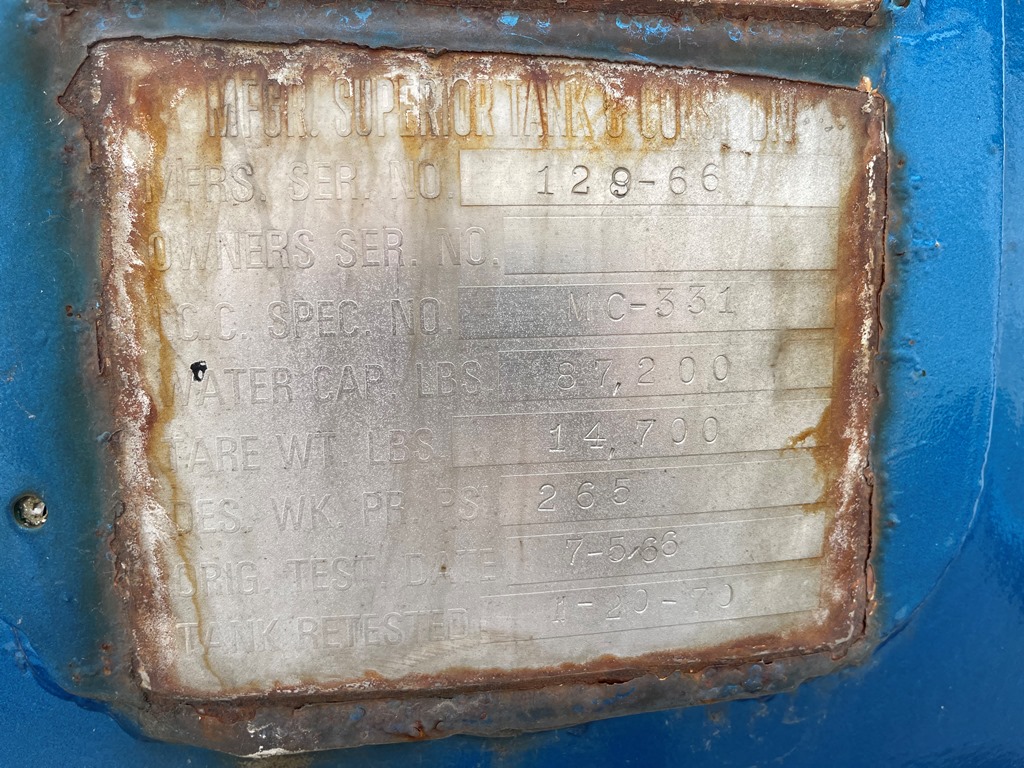 MFGR. SUPERIOR TANK & CONST. CO.
MFRS. SER. NO. 129-66
OWNERS SER. NO.
I.C.C. SPEC. NO. MC-331
WATER CAP. LBS. 87,200
TARE WT. LBS. 14,700
DES. WK. PR. PSI 265
ORIG. TEST DATE 7-5-66
TANK RETESTED 1-20-70